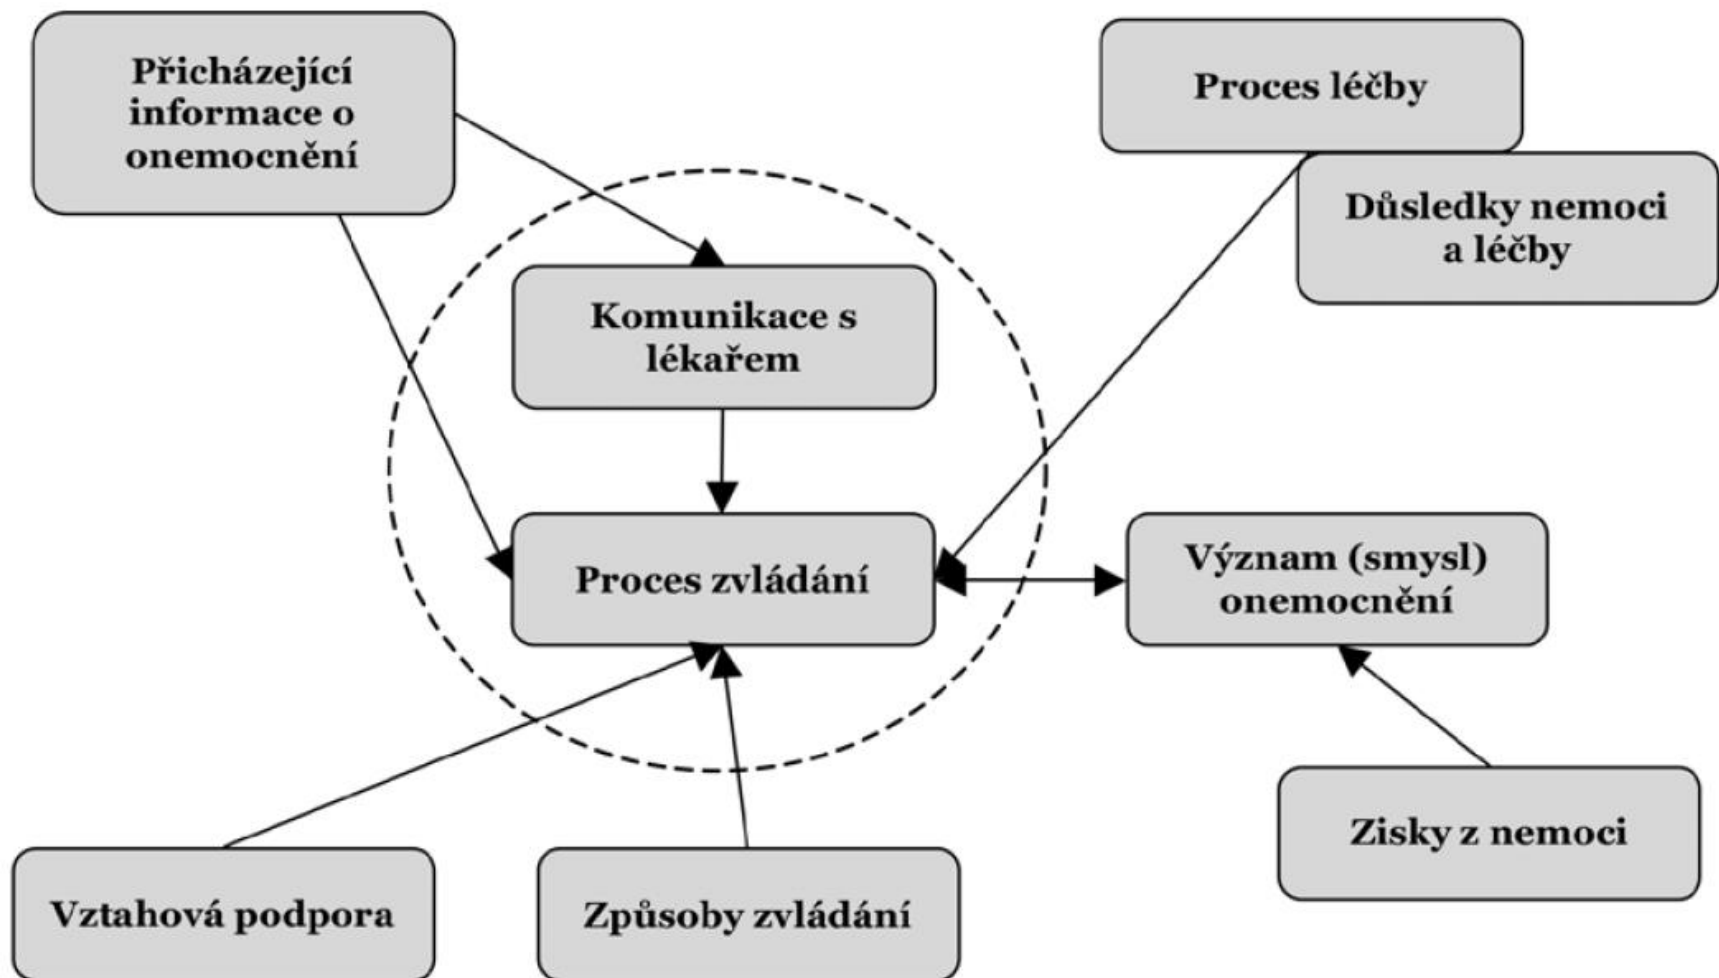 Přicházející
informace o
onemocnění
Proces léčby
Důsledky nemoci
a léčby
Komunikace s
lékařem
Proces zvládání
Význam (smysl)
onemocnění
Zisky z nemoci
Vztahová podpora
Způsoby zvládání